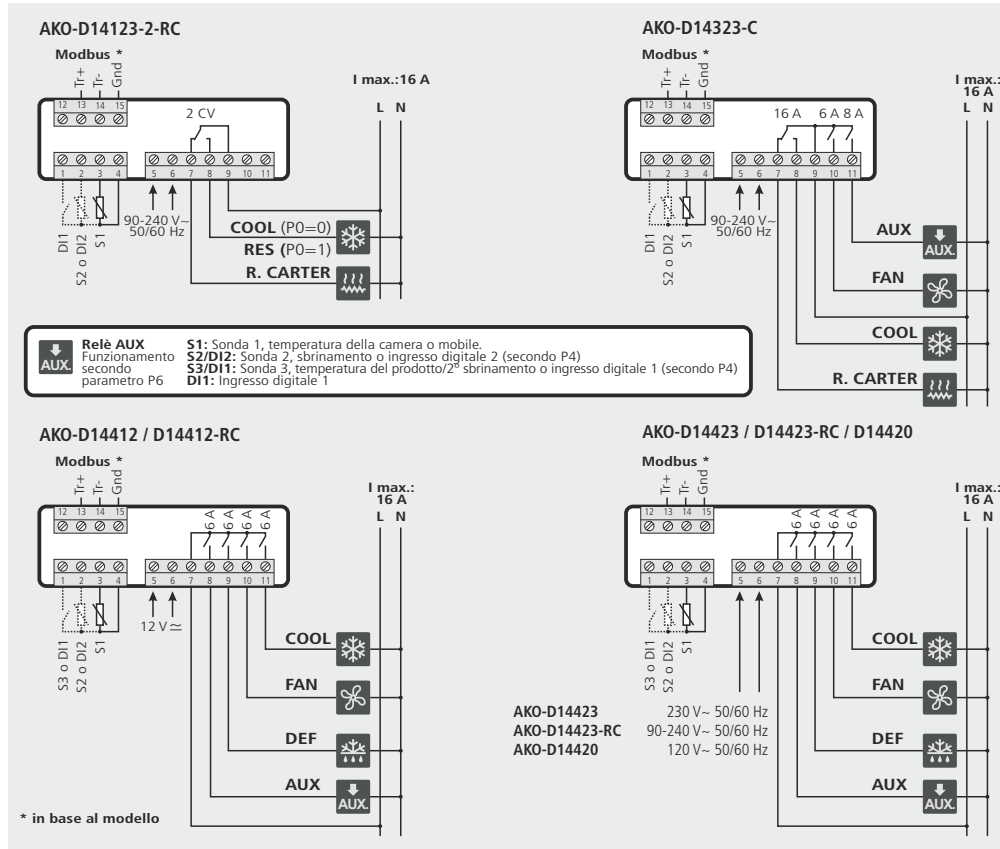 AKO-D14123-2-RC
Modbus *
Tr+
Tr-
Gnd
I max.:16 A
L N
12 13 14 15
2 CV
1 2 3 4 5 6 7 8 9 10 11
90-240 V~
50/60 Hz
DI1
S2 o DI2
S1
COOL (P0=0)
RES (P0=1)
R. CARTER
AKO-D14323-C
Modbus *
Tr+
Tr-
Gnd
I max.:
16 A
L N
12 13 14 15
16 A 6 A 8 A
1 2 3 4 5 6 7 8 9 10 11
90-240 V~
50/60 Hz
DI1
S2 o DI2
S1
AUX
AUX.
FAN
COOL
R. CARTER
AUX.
Relè AUX
Funzionamento
secondo
parametro P6
S1: Sonda 1, temperatura della camera o mobile.
S2/DI2: Sonda 2, sbrinamento o ingresso digitale 2 (secondo P4)
S3/DI1: Sonda 3, temperatura del prodotto/2º sbrinamento o ingresso digitale 1 (secondo P4)
DI1: Ingresso digitale 1
AKO-D14412 / D14412-RC
Modbus *
Tr+
Tr-
Gnd
I max.:
16 A
L N
12 13 14 15
6 A 6 A 6 A 6 A
1 2 3 4 5 6 7 8 9 10 11
12 V ≂
S3 o DI1
S2 o DI2
S1
COOL
FAN
DEF
AUX
AUX.
* in base al modello
AKO-D14423 / D14423-RC / D14420
Modbus *
Tr+
Tr-
Gnd
I max.:
16 A
L N
12 13 14 15
6 A 6 A 6 A 6 A
1 2 3 4 5 6 7 8 9 10 11
S3 o DI1
S2 o DI2
S1
COOL
FAN
DEF
AUX
AUX.
AKO-D14423 230 V~ 50/60 Hz
AKO-D14423-RC 90-240 V~ 50/60 Hz
AKO-D14420 120 V~ 50/60 Hz